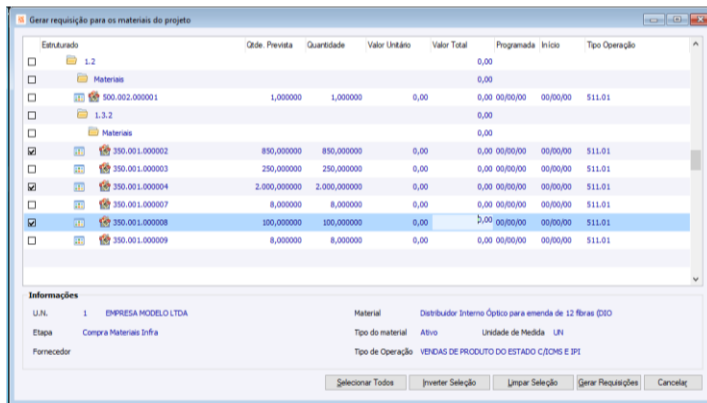 Gerar requisição para os materiais do projeto
Estruturado Qtde. Prevista Quantidade Valor Unitário Valor Total Programada Início Tipo Operação
1.2 0,00
Materiais 0,00
500.002.000001 1,000000 1,000000 0,00 0,00 00/00/00 00/00/00 511.01
1.3.2 0,00
Materiais 0,00
350.001.000002 850,000000 850,000000 0,00 0,00 00/00/00 00/00/00 511.01
350.001.000003 250,000000 250,000000 0,00 0,00 00/00/00 00/00/00 511.01
350.001.000004 2.000,000000 2.000,000000 0,00 0,00 00/00/00 00/00/00 511.01
350.001.000007 8,000000 8,000000 0,00 0,00 00/00/00 00/00/00 511.01
350.001.000008 100,000000 100,000000 0,00 0,00 00/00/00 00/00/00 511.01
350.001.000009 8,000000 8,000000 0,00 0,00 00/00/00 00/00/00 511.01
Informações
U.N. 1 EMPRESA MODELO LTDA Material Distribuidor Interno Óptico para emenda de 12 fibras (DIO
Etapa Compra Materiais Infra Tipo do material Ativo Unidade de Medida UN
Fornecedor Tipo de Operação VENDAS DE PRODUTO DO ESTADO C/ICMS E IPI
Selecionar Todos Inverter Seleção Limpar Seleção Gerar Requisições Cancelar